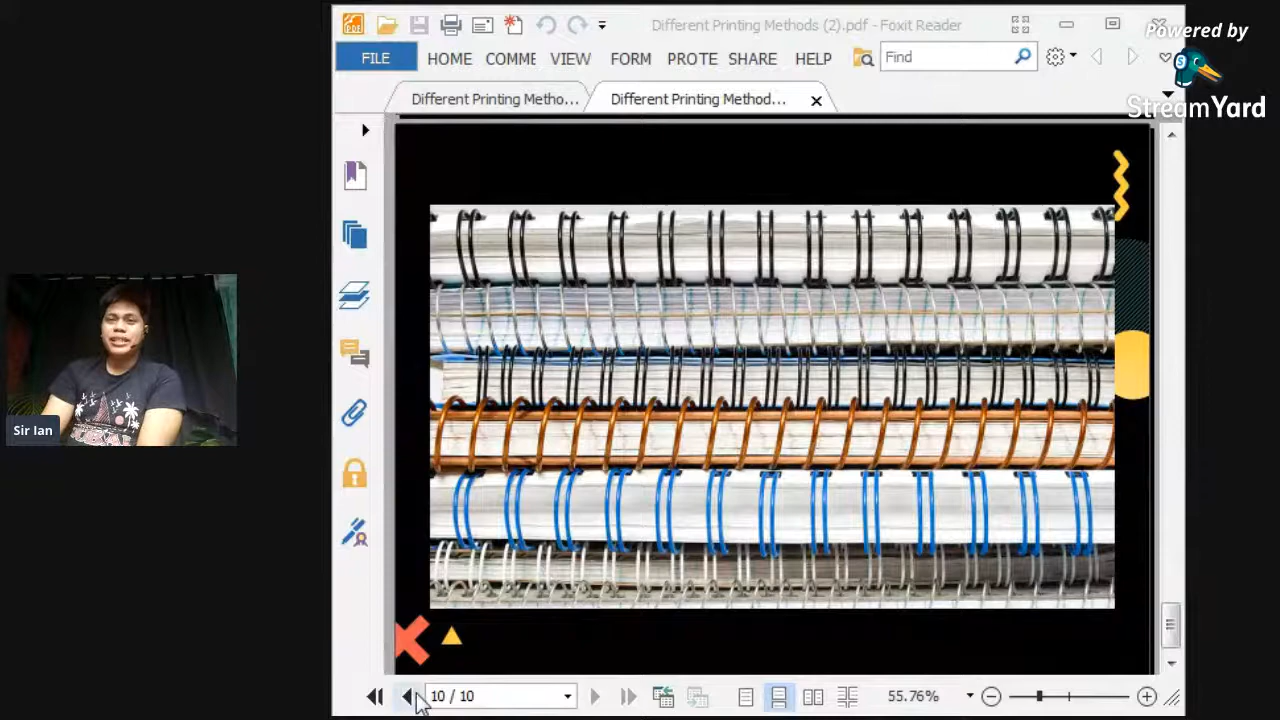 Different Printing Methods (2).pdf - Foxit Reader
Powered by
StreamYard
FILE HOME COMME VIEW FORM PROTE SHARE HELP Find
Different Printing Metho... Different Printing Method...
Sir Ian
10 / 10 55.76%